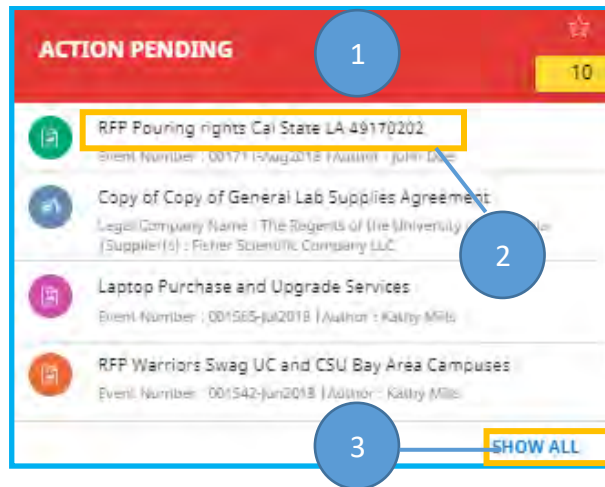 ACTION PENDING
1
10
RFP Pouring rights Cal State LA 49170202
Event Number : 001711-Aug2018 | Author : John Doe
Copy of Copy of General Lab Supplies Agreement
Legal Company Name : The Regents of the University
| Supplier(s) : Fisher Scientific Company LLC
2
Laptop Purchase and Upgrade Services
Event Number : 001565-Jul2018 | Author : Kathy Mills
RFP Warriors Swag UC and CSU Bay Area Campuses
Event Number : 001542-Jun2018 | Author : Kathy Mills
3
SHOW ALL